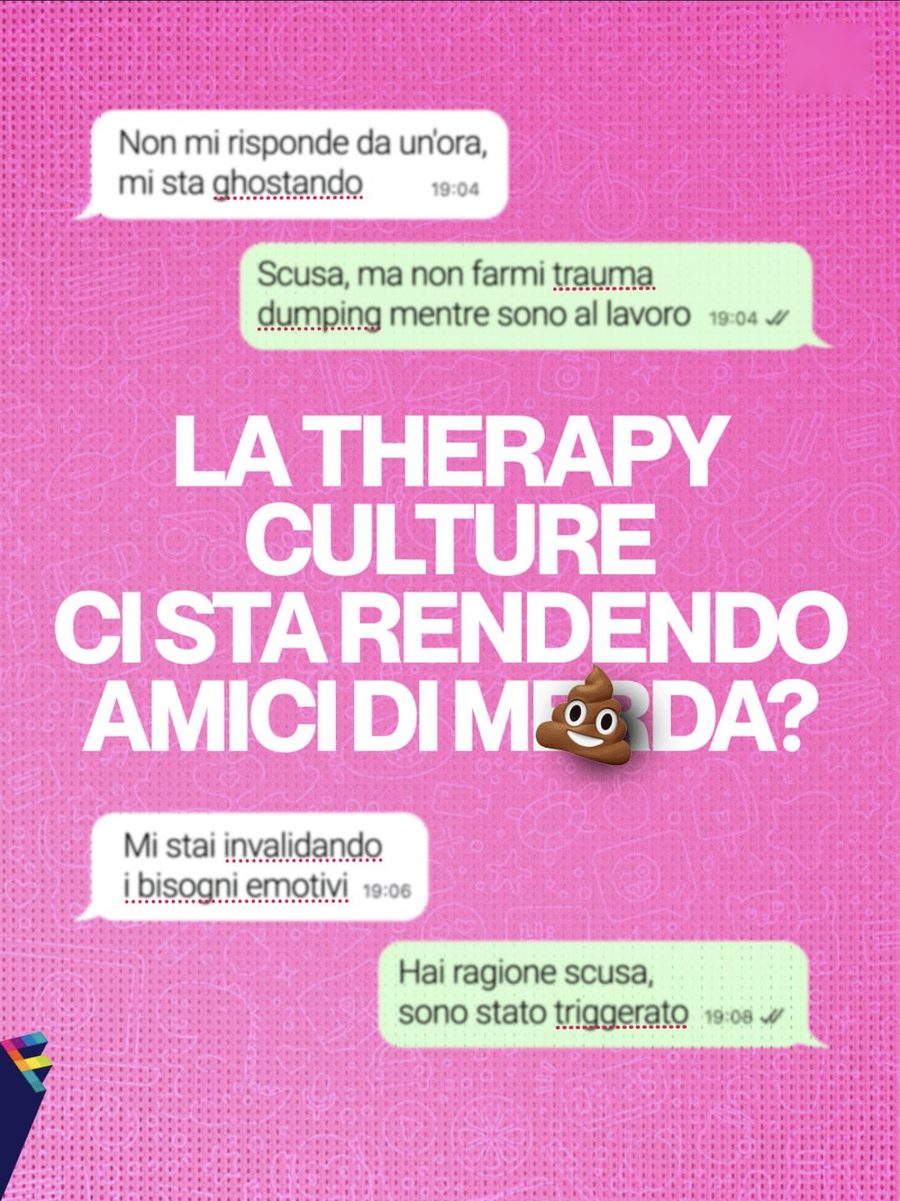 Non mi risponde da un'ora,
mi sta ghostando 19:04
Scusa, ma non farmi trauma
dumping mentre sono al lavoro 19:04
LA THERAPY
CULTURE
CI STA RENDENDO
AMICI DI MERDA?
Mi stai invalidando
i bisogni emotivi 19:06
Hai ragione scusa,
sono stato triggerato 19:08